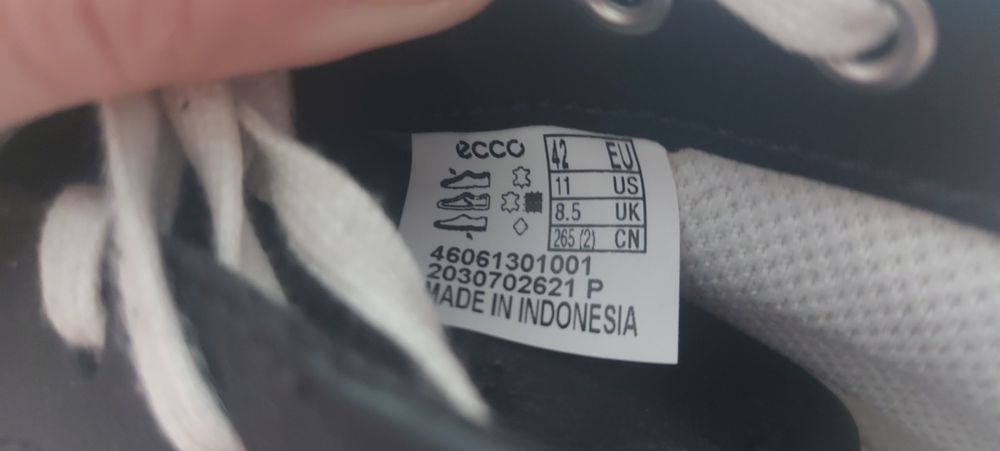 ecco
42 EU
11 US
8.5 UK
265 (2) CN
46061301001
2030702621 P
MADE IN INDONESIA